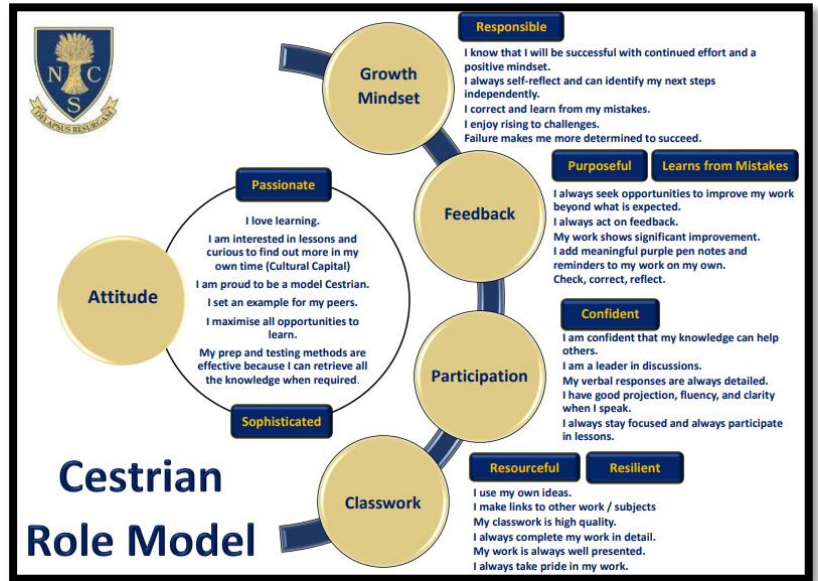 N C
S
DELAPSUS RESURGAM
Growth
Mindset
Responsible
I know that I will be successful with continued effort and a
positive mindset.
I always self-reflect and can identify my next steps
independently.
I correct and learn from my mistakes.
I enjoy rising to challenges.
Failure makes me more determined to succeed.
Feedback
Purposeful
Learns from Mistakes
I always seek opportunities to improve my work
beyond what is expected.
I always act on feedback.
My work shows significant improvement.
I add meaningful purple pen notes and
reminders to my work on my own.
Check, correct, reflect.
Attitude
Passionate
I love learning.
I am interested in lessons and
curious to find out more in my
own time (Cultural Capital)
I am proud to be a model Cestrian.
I set an example for my peers.
I maximise all opportunities to
learn.
My prep and testing methods are
effective because I can retrieve all
the knowledge when required.
Sophisticated
Participation
Confident
I am confident that my knowledge can help
others.
I am a leader in discussions.
My verbal responses are always detailed.
I have good projection, fluency, and clarity
when I speak.
I always stay focused and always participate
in lessons.
Classwork
Resourceful
Resilient
I use my own ideas.
I make links to other work / subjects
My classwork is high quality.
I always complete my work in detail.
My work is always well presented.
I always take pride in my work.
Cestrian
Role Model